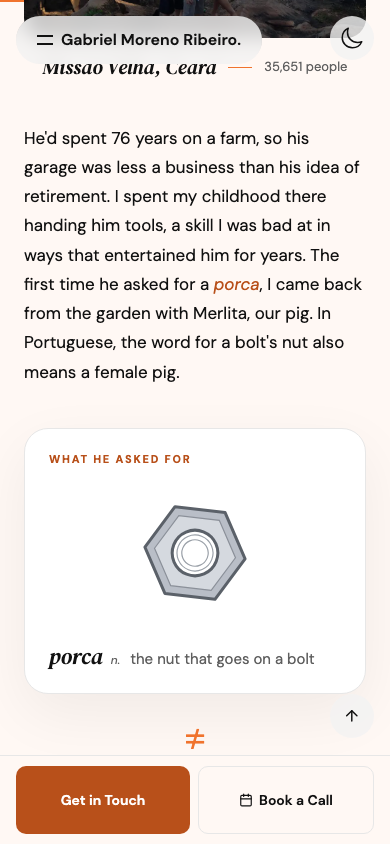 Gabriel Moreno Ribeiro.
Missão Velha, Ceará — 35,651 people
He'd spent 76 years on a farm, so his
garage was less a business than his idea of
retirement. I spent my childhood there
handing him tools, a skill I was bad at in
ways that entertained him for years. The
first time he asked for a porca, I came back
from the garden with Merlita, our pig. In
Portuguese, the word for a bolt's nut also
means a female pig.
WHAT HE ASKED FOR
porca n. the nut that goes on a bolt
≠
Get in Touch
Book a Call